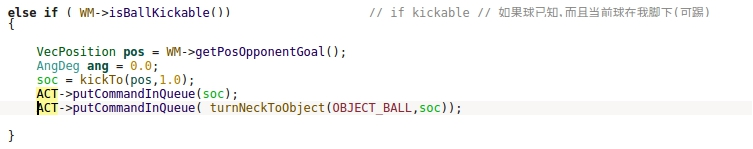 else if ( WM->isBallKickable()) // if kickable // 如果球已知,而且当前球在我脚下(可踢)
{
VecPosition pos = WM->getPosOpponentGoal();
AngDeg ang = 0.0;
soc = kickTo(pos,1.0);
ACT->putCommandInQueue(soc);
ACT->putCommandInQueue( turnNeckToObject(OBJECT_BALL,soc));
}